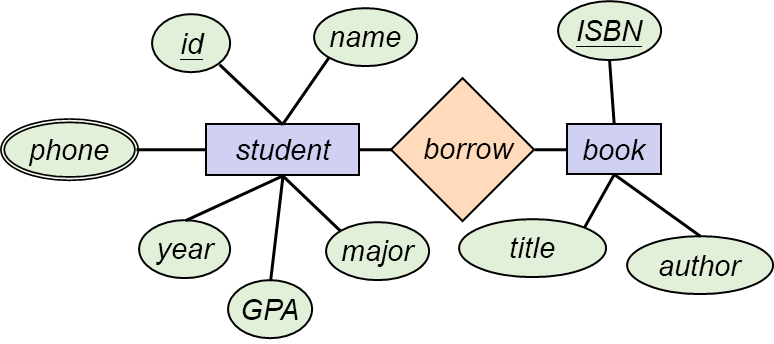 id
name
ISBN
phone
student
borrow
book
year
major
title
author
GPA